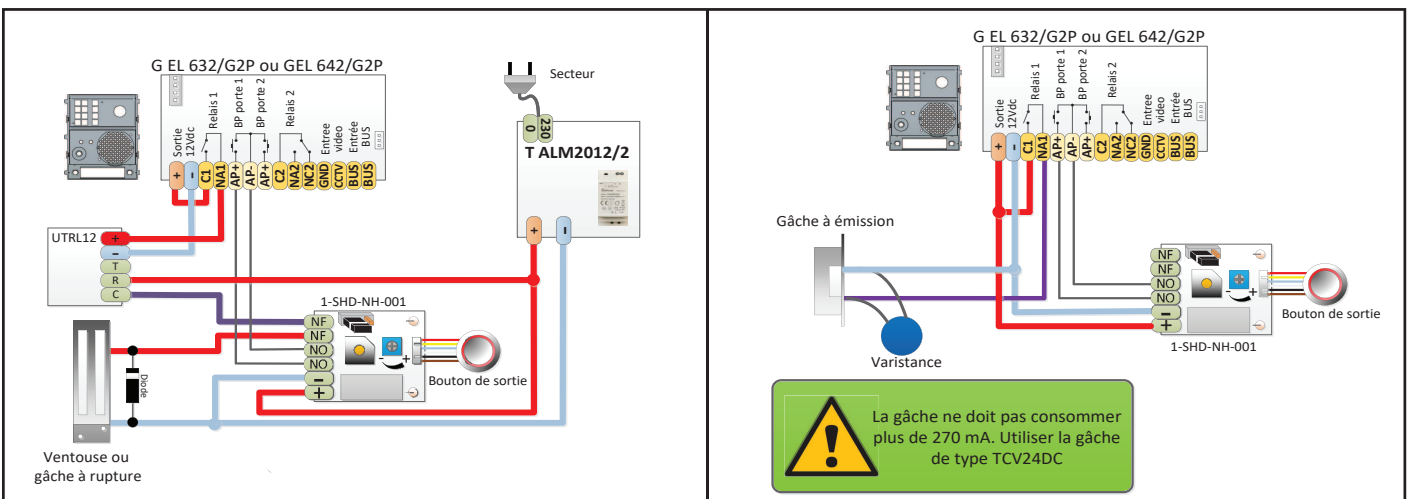 G EL 632/G2P ou GEL 642/G2P
Secteur
Sortie
12Vdc
Relais 1
BP porte 1
BP porte 2
Relais 2
Entree
video
Entrée
BUS
+
-
C1
NA1
AP+
AP-
AP+
C2
NA2
NC2
GND
CCTV
BUS
BUS
0
230
T ALM2012/2
+
-
UTRL12
+
-
T
R
C
1-SHD-NH-001
NF
NF
NO
NO
-
+
- +
Bouton de sortie
Diode
Ventouse ou
gâche à rupture
G EL 632/G2P ou GEL 642/G2P
Sortie
12Vdc
Relais 1
BP porte 1
BP porte 2
Relais 2
Entree
video
Entrée
BUS
+
-
C1
NA1
AP+
AP-
AP+
C2
NA2
NC2
GND
CCTV
BUS
BUS
Gâche à émission
Varistance
NF
NF
NO
NO
-
+
- +
Bouton de sortie
1-SHD-NH-001
La gâche ne doit pas consommer
plus de 270 mA. Utiliser la gâche
de type TCV24DC